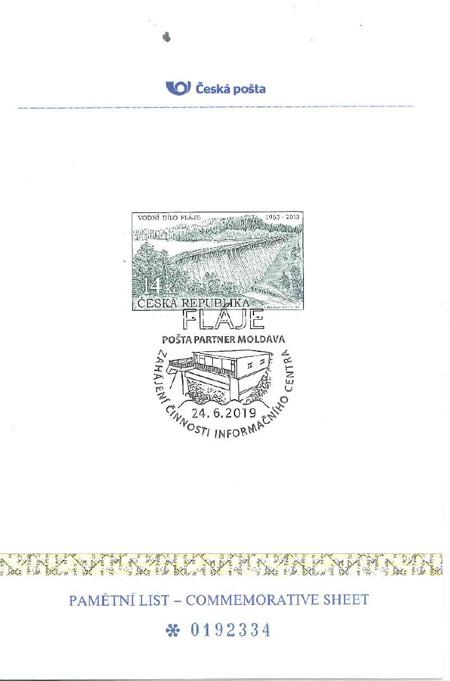 Česká pošta
VODNÍ DÍLO FLÁJE 1963 - 2013
14 Kč
ČESKÁ REPUBLIKA
FLÁJE
POŠTA PARTNER MOLDAVA
ZAHÁJENÍ ČINNOSTI INFORMAČNÍHO CENTRA
24. 6. 2019
PAMĚTNÍ LIST – COMMEMORATIVE SHEET
✻ 0192334